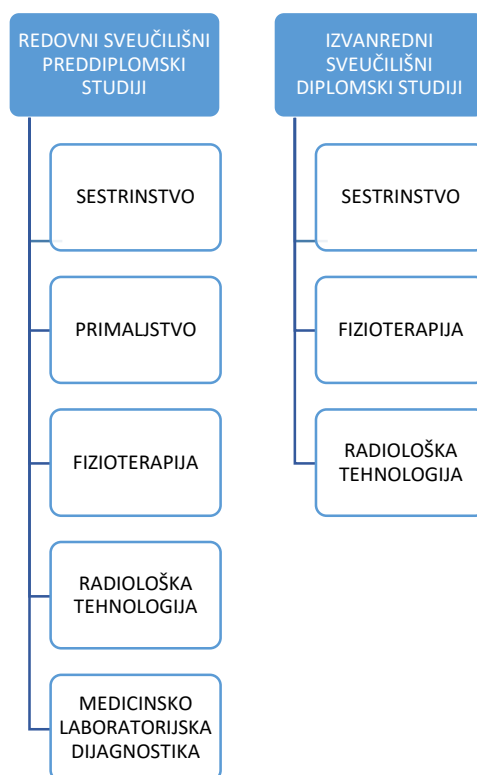 REDOVNI SVEUČILIŠNI
PREDDIPLOMSKI
STUDIJI
SESTRINSTVO
PRIMALJSTVO
FIZIOTERAPIJA
RADIOLOŠKA
TEHNOLOGIJA
MEDICINSKO
LABORATORIJSKA
DIJAGNOSTIKA
IZVANREDNI
SVEUČILIŠNI
DIPLOMSKI STUDIJI
SESTRINSTVO
FIZIOTERAPIJA
RADIOLOŠKA
TEHNOLOGIJA